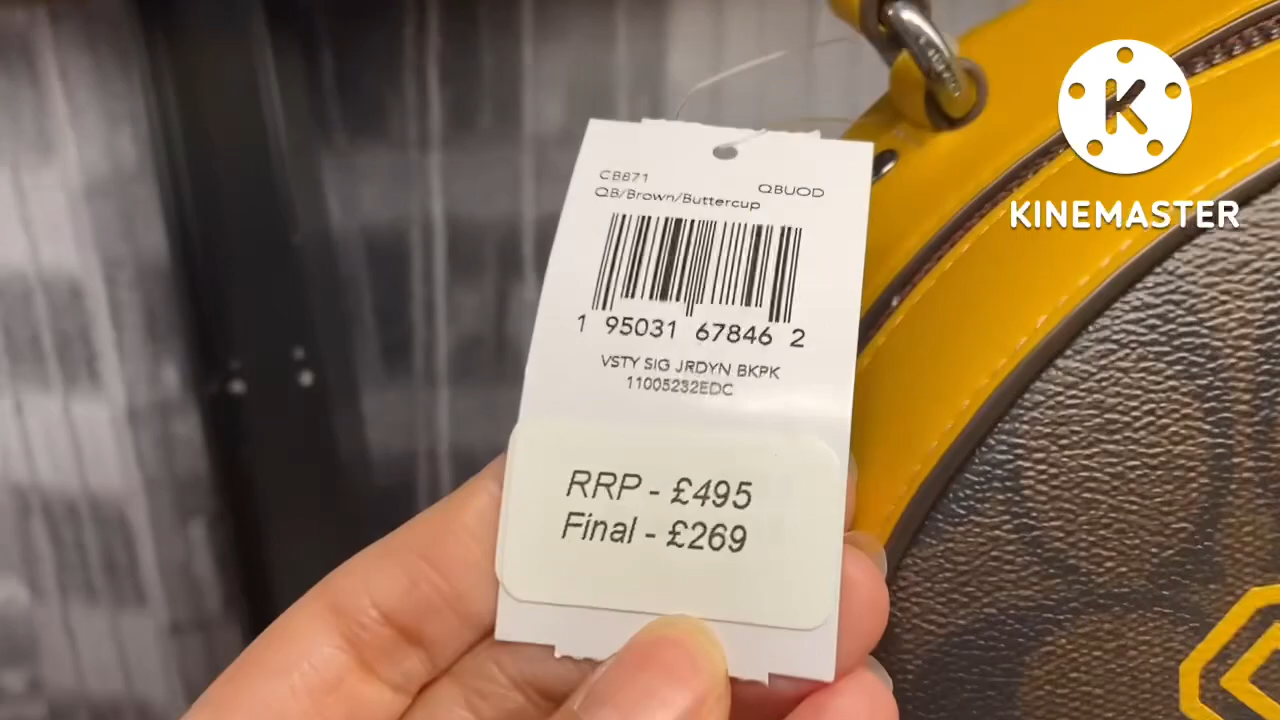 CB871
QBUOD
QB/Brown/Buttercup
1 95031 67846 2
VSTY SIG JRDYN BKPK
11005232EDC
RRP - £495
Final - £269
K
KINEMASTER